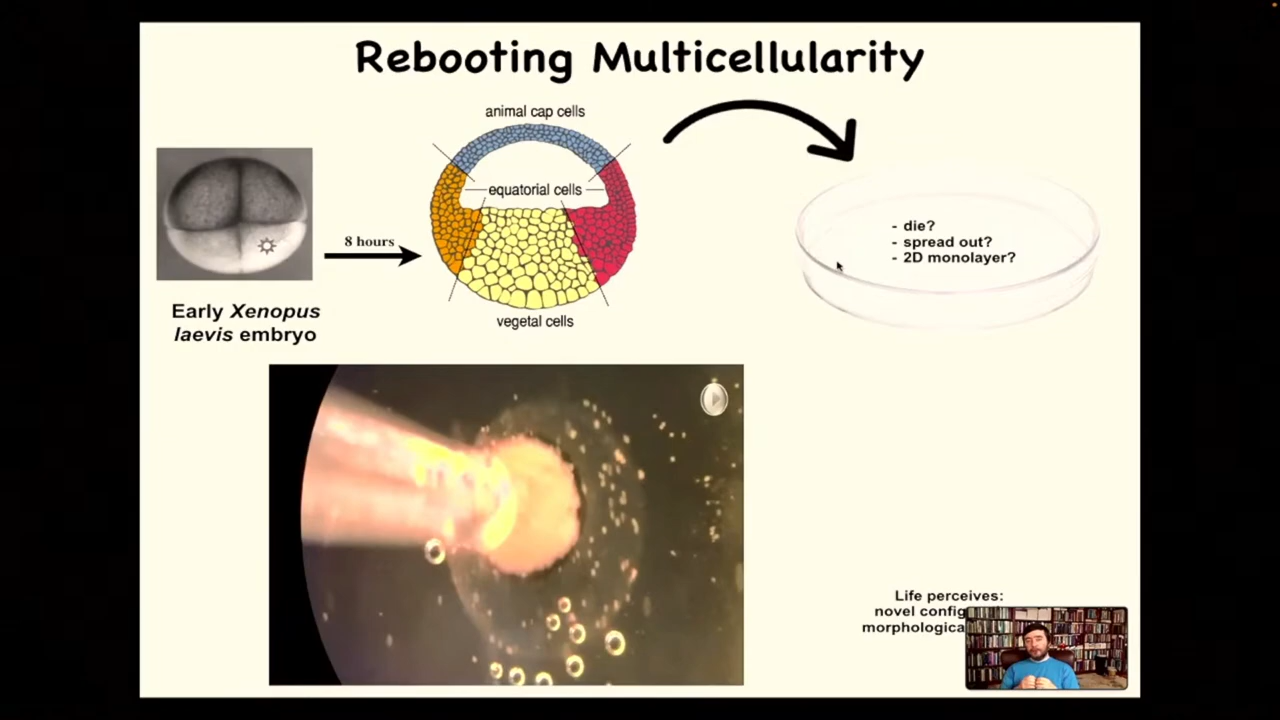 Rebooting Multicellularity
animal cap cells
equatorial cells
8 hours
- die?
- spread out?
- 2D monolayer?
Early Xenopus
laevis embryo
vegetal cells
Life perceives:
novel config
morphologica